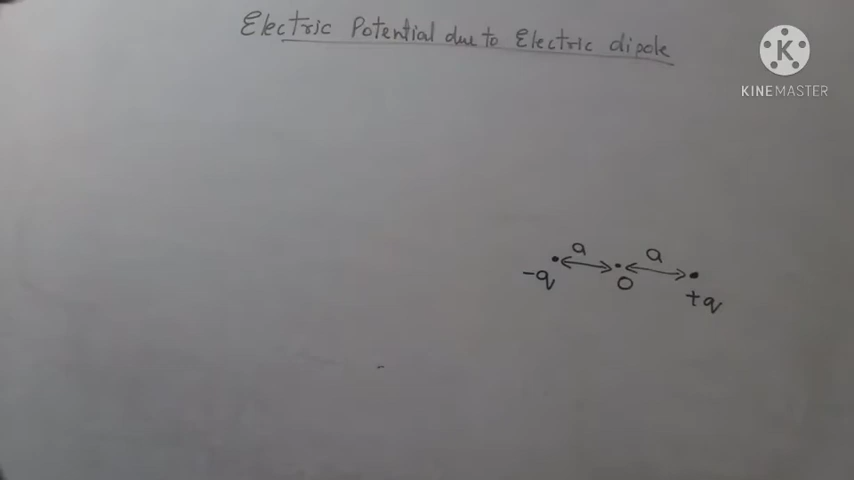 Electric Potential due to Electric dipole
K
KINEMASTER
a a
-q O +q